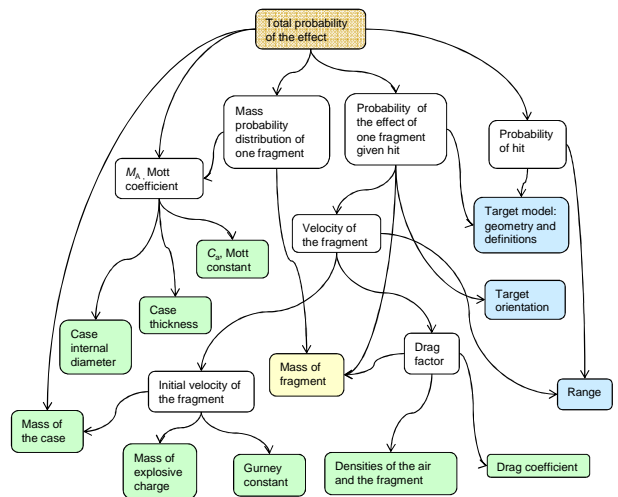 Total probability
of the effect
Mass
probability
distribution of
one fragment
Probability of
the effect of
one fragment
given hit
Probability
of hit
M_A, Mott
coefficient
Target model:
geometry and
definitions
Velocity of
the fragment
C_a, Mott
constant
Target
orientation
Case
thickness
Case
internal
diameter
Mass of
fragment
Drag
factor
Initial velocity of
the fragment
Range
Mass of
the case
Mass of
explosive
charge
Gurney
constant
Densities of the air
and the fragment
Drag coefficient